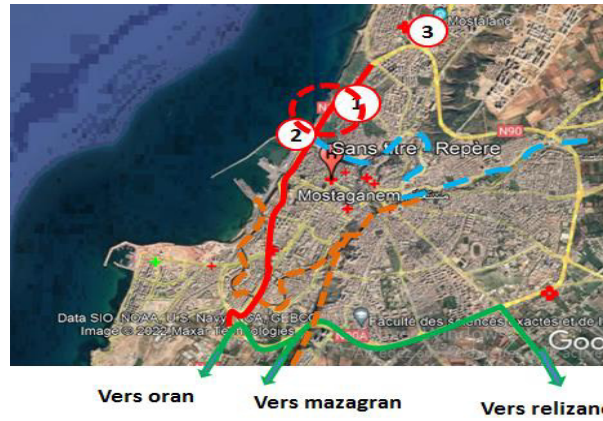 3
Mostaland
1
N90
2
Sans titre - Repère
H
Mostaganem
Data SIO, NOAA, U.S. Navy, NGA, GEBCO
Image © 2022 Maxar Technologies
Faculté des sciences exactes et de l
Goo
Vers oran
Vers mazagran
Vers relizane